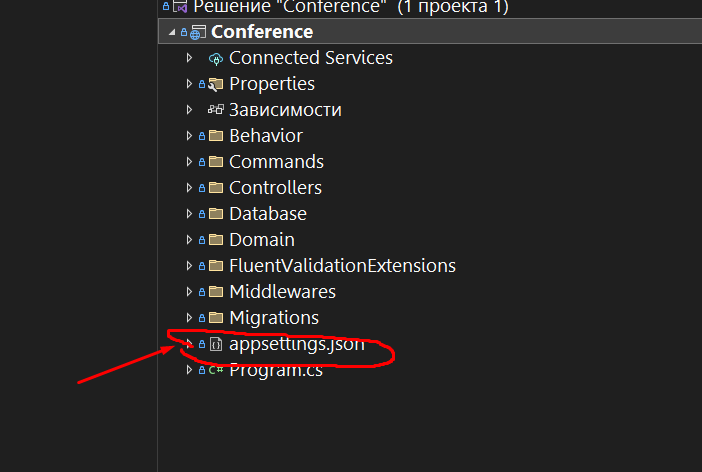 Решение "Conference" (1 проекта 1)
Conference
Connected Services
Properties
Зависимости
Behavior
Commands
Controllers
Database
Domain
FluentValidationExtensions
Middlewares
Migrations
appsettings.json
C# Program.cs